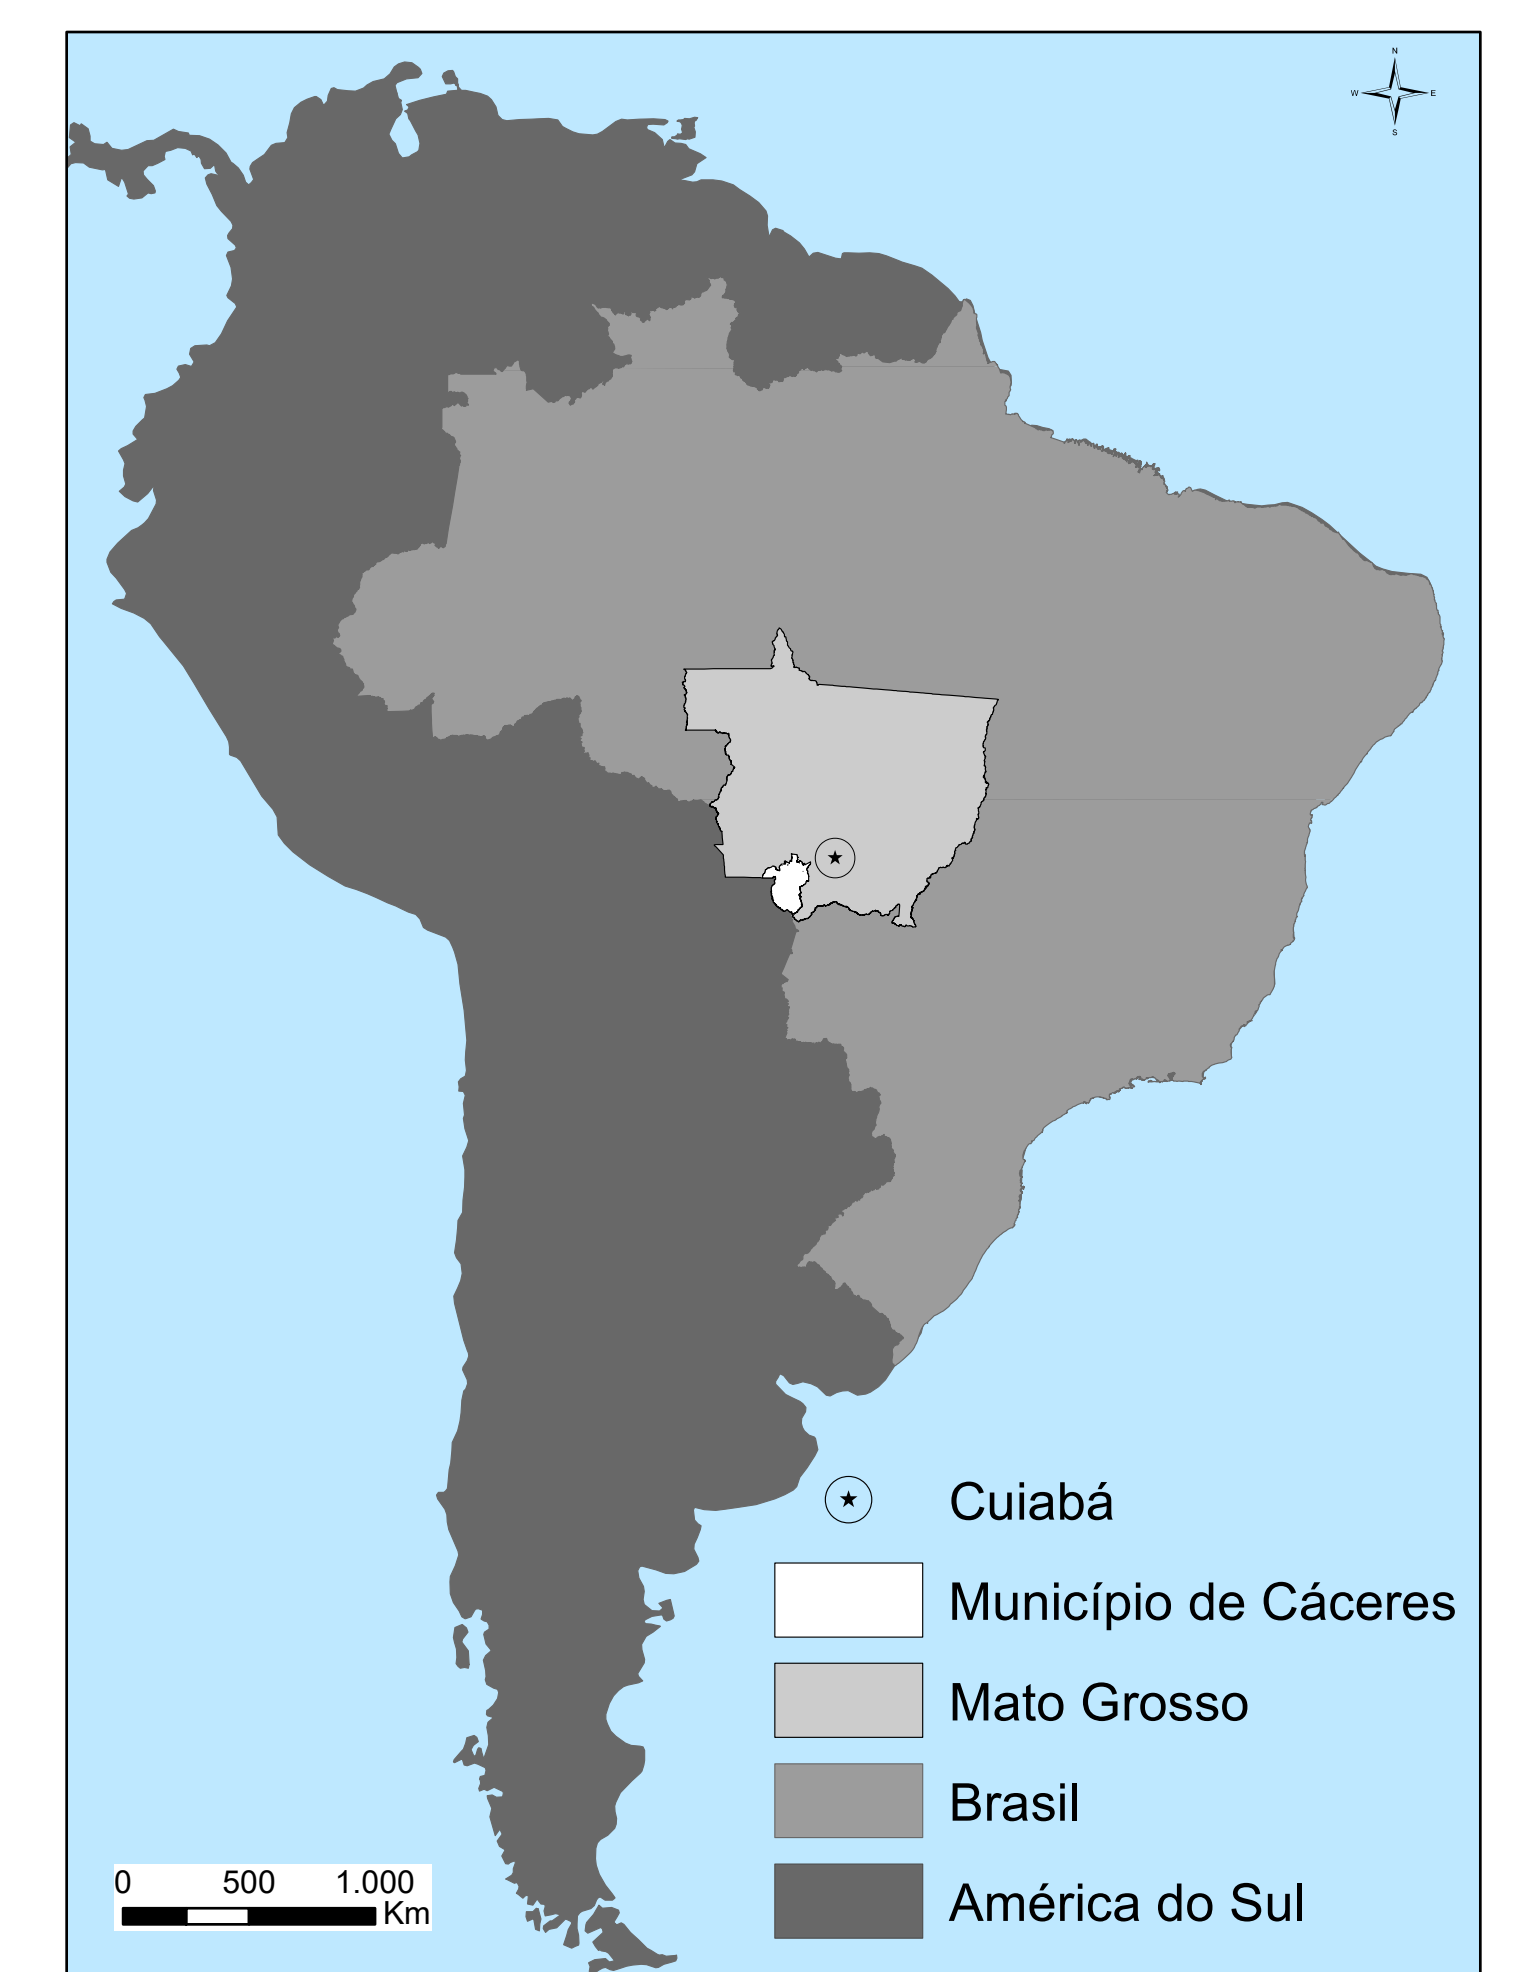 N
W E
S
Cuiabá
Município de Cáceres
Mato Grosso
Brasil
América do Sul
0 500 1.000
Km